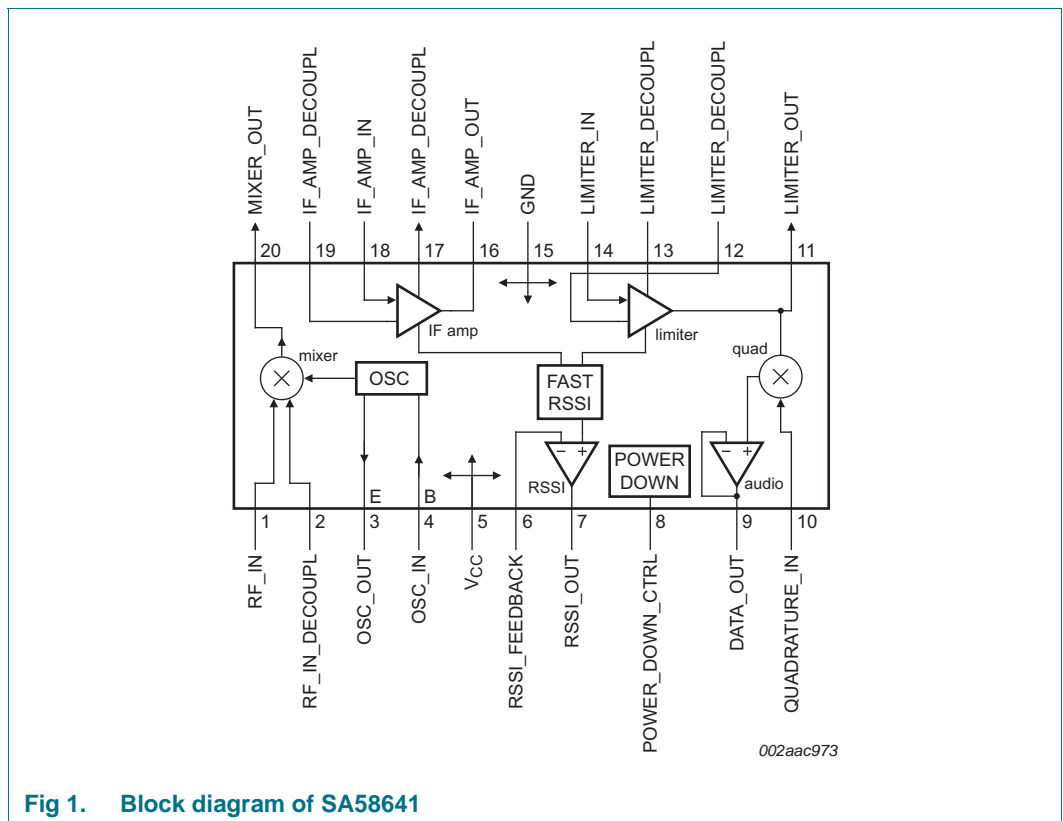 MIXER_OUT
IF_AMP_DECOUPL
IF_AMP_IN
IF_AMP_DECOUPL
IF_AMP_OUT
GND
LIMITER_IN
LIMITER_DECOUPL
LIMITER_DECOUPL
LIMITER_OUT
20 19 18 17 16 15 14 13 12 11
IF amp
limiter
mixer
quad
OSC
FAST
RSSI
− +
RSSI
POWER
DOWN
− +
audio
E B
1 2 3 4 5 6 7 8 9 10
RF_IN
RF_IN_DECOUPL
OSC_OUT
OSC_IN
VCC
RSSI_FEEDBACK
RSSI_OUT
POWER_DOWN_CTRL
DATA_OUT
QUADRATURE_IN
002aac973
Fig 1. Block diagram of SA58641